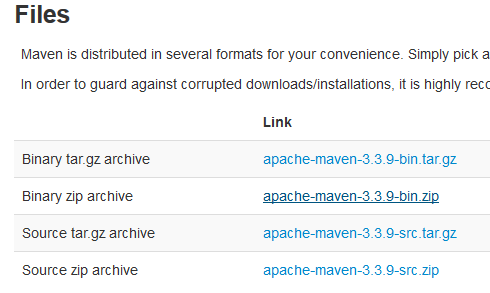 Files
Maven is distributed in several formats for your convenience. Simply pick a
In order to guard against corrupted downloads/installations, it is highly reco
Link
Binary tar.gz archive apache-maven-3.3.9-bin.tar.gz
Binary zip archive apache-maven-3.3.9-bin.zip
Source tar.gz archive apache-maven-3.3.9-src.tar.gz
Source zip archive apache-maven-3.3.9-src.zip